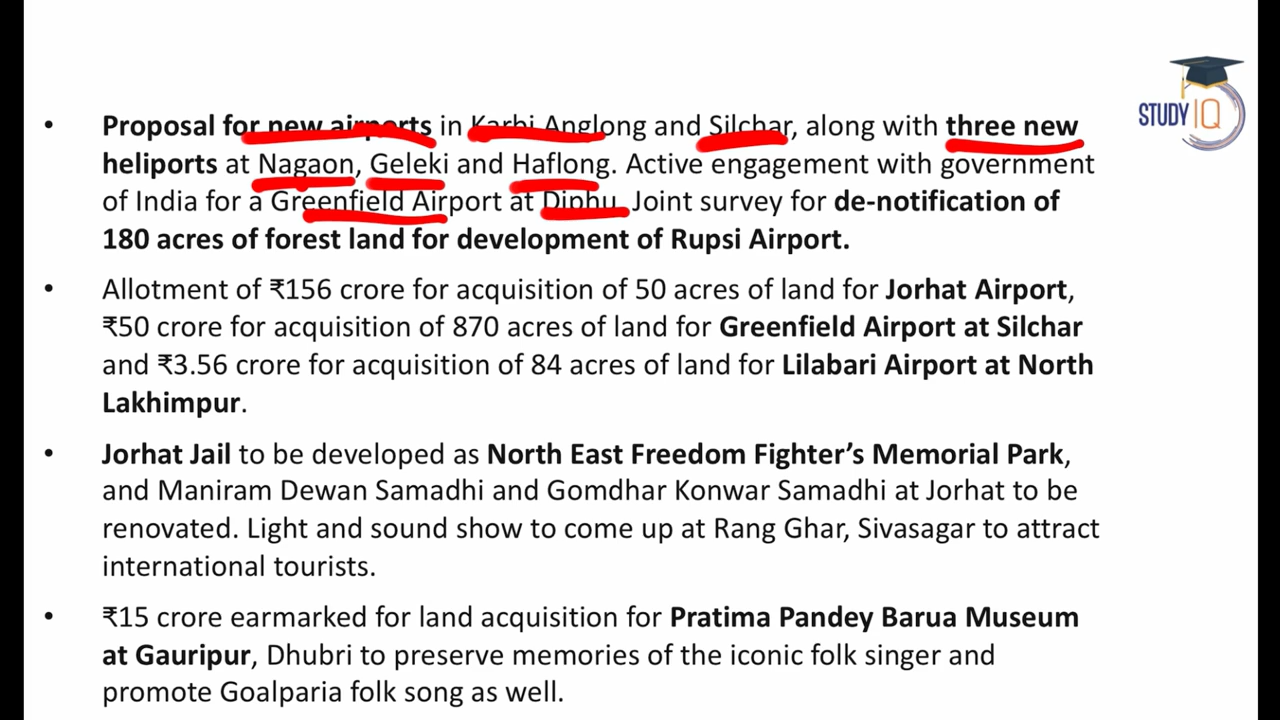 STUDY IQ
• Proposal for new airports in Karbi Anglong and Silchar, along with three new
heliports at Nagaon, Geleki and Haflong. Active engagement with government
of India for a Greenfield Airport at Diphu. Joint survey for de-notification of
180 acres of forest land for development of Rupsi Airport.
• Allotment of ₹156 crore for acquisition of 50 acres of land for Jorhat Airport,
₹50 crore for acquisition of 870 acres of land for Greenfield Airport at Silchar
and ₹3.56 crore for acquisition of 84 acres of land for Lilabari Airport at North
Lakhimpur.
• Jorhat Jail to be developed as North East Freedom Fighter’s Memorial Park,
and Maniram Dewan Samadhi and Gomdhar Konwar Samadhi at Jorhat to be
renovated. Light and sound show to come up at Rang Ghar, Sivasagar to attract
international tourists.
• ₹15 crore earmarked for land acquisition for Pratima Pandey Barua Museum
at Gauripur, Dhubri to preserve memories of the iconic folk singer and
promote Goalparia folk song as well.